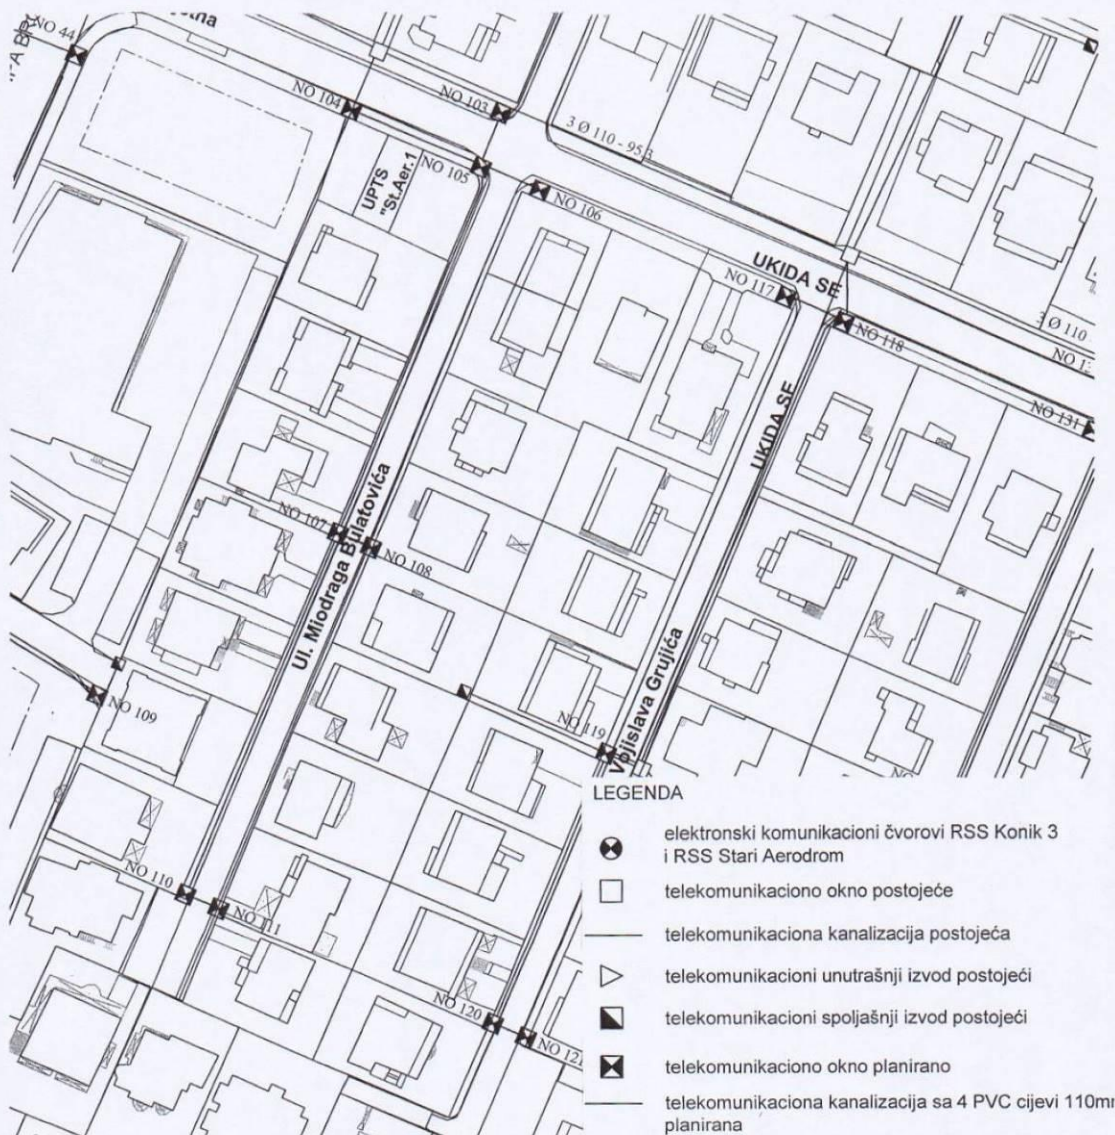 NO 44
NO 104
NO 103
3 Ø 110 - 95,3
NO 105
UPTS
"St.Aer.1
NO 106
UKIDA SE
NO 117
3 Ø 110
NO 118
UKIDA SE
NO 131
NO 107
Ul. Miodraga Bulatovića
NO 108
NO 109
NO 119
Vojislava Grujića
NO 110
NO 111
NO 120
LEGENDA
elektronski komunikacioni čvorovi RSS Konik 3
i RSS Stari Aerodrom
telekomunikaciono okno postojeće
telekomunikaciona kanalizacija postojeća
telekomunikacioni unutrašnji izvod postojeći
telekomunikacioni spoljašnji izvod postojeći
telekomunikaciono okno planirano
telekomunikaciona kanalizacija sa 4 PVC cijevi 110mm
planirana